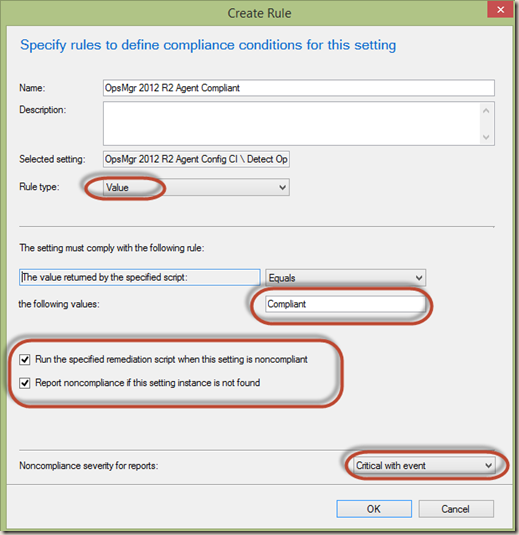 Create Rule
Specify rules to define compliance conditions for this setting
Name: OpsMgr 2012 R2 Agent Compliant
Description:
Selected setting: OpsMgr 2012 R2 Agent Config CI \ Detect Op
Rule type: Value
The setting must comply with the following rule:
The value returned by the specified script: Equals
the following values: Compliant
Run the specified remediation script when this setting is noncompliant
Report noncompliance if this setting instance is not found
Noncompliance severity for reports: Critical with event
OK Cancel